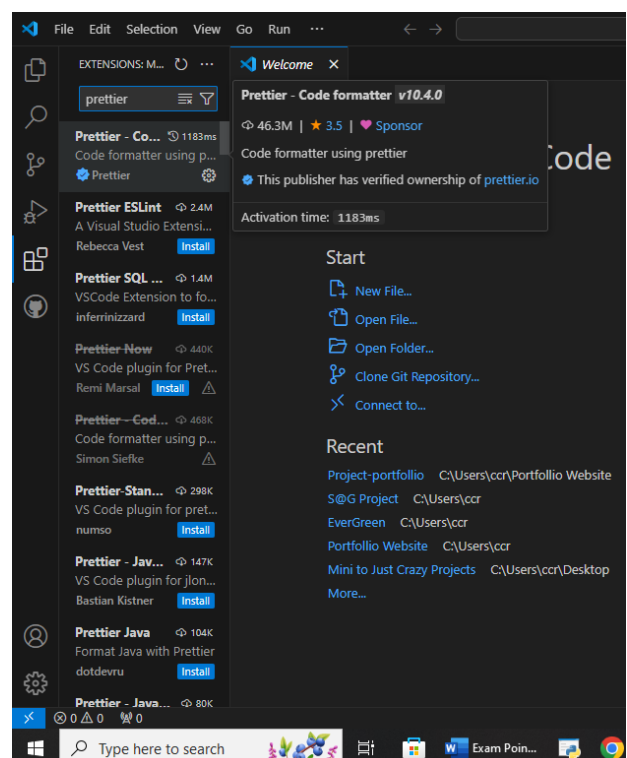 File Edit Selection View Go Run ···
EXTENSIONS: M...
Welcome
prettier
Prettier - Code formatter v10.4.0
46.3M | 3.5 | Sponsor
Code formatter using prettier
This publisher has verified ownership of prettier.io
Activation time: 1183ms
Prettier - Co... 1183ms
Code formatter using p...
Prettier
Prettier ESLint 2.4M
A Visual Studio Extensi...
Rebecca Vest Install
Prettier SQL ... 1.4M
VSCode Extension to fo...
inferrinizzard Install
Prettier Now 440K
VS Code plugin for Pret...
Remi Marsal Install
Prettier - Cod... 468K
Code formatter using p...
Simon Siefke
Prettier-Stan... 298K
VS Code plugin for pret...
numso Install
Prettier - Jav... 147K
VS Code plugin for jlon...
Bastian Kistner Install
Prettier Java 104K
Format Java with Prettier
dotdevru Install
Prettier - Java... 80K
Code
Start
New File...
Open File...
Open Folder...
Clone Git Repository...
Connect to...
Recent
Project-portfollio C:\Users\ccr\Portfollio Website
S@G Project C:\Users\ccr
EverGreen C:\Users\ccr
Portfollio Website C:\Users\ccr
Mini to Just Crazy Projects C:\Users\ccr\Desktop
More...
0 0 0
Type here to search
Exam Poin...